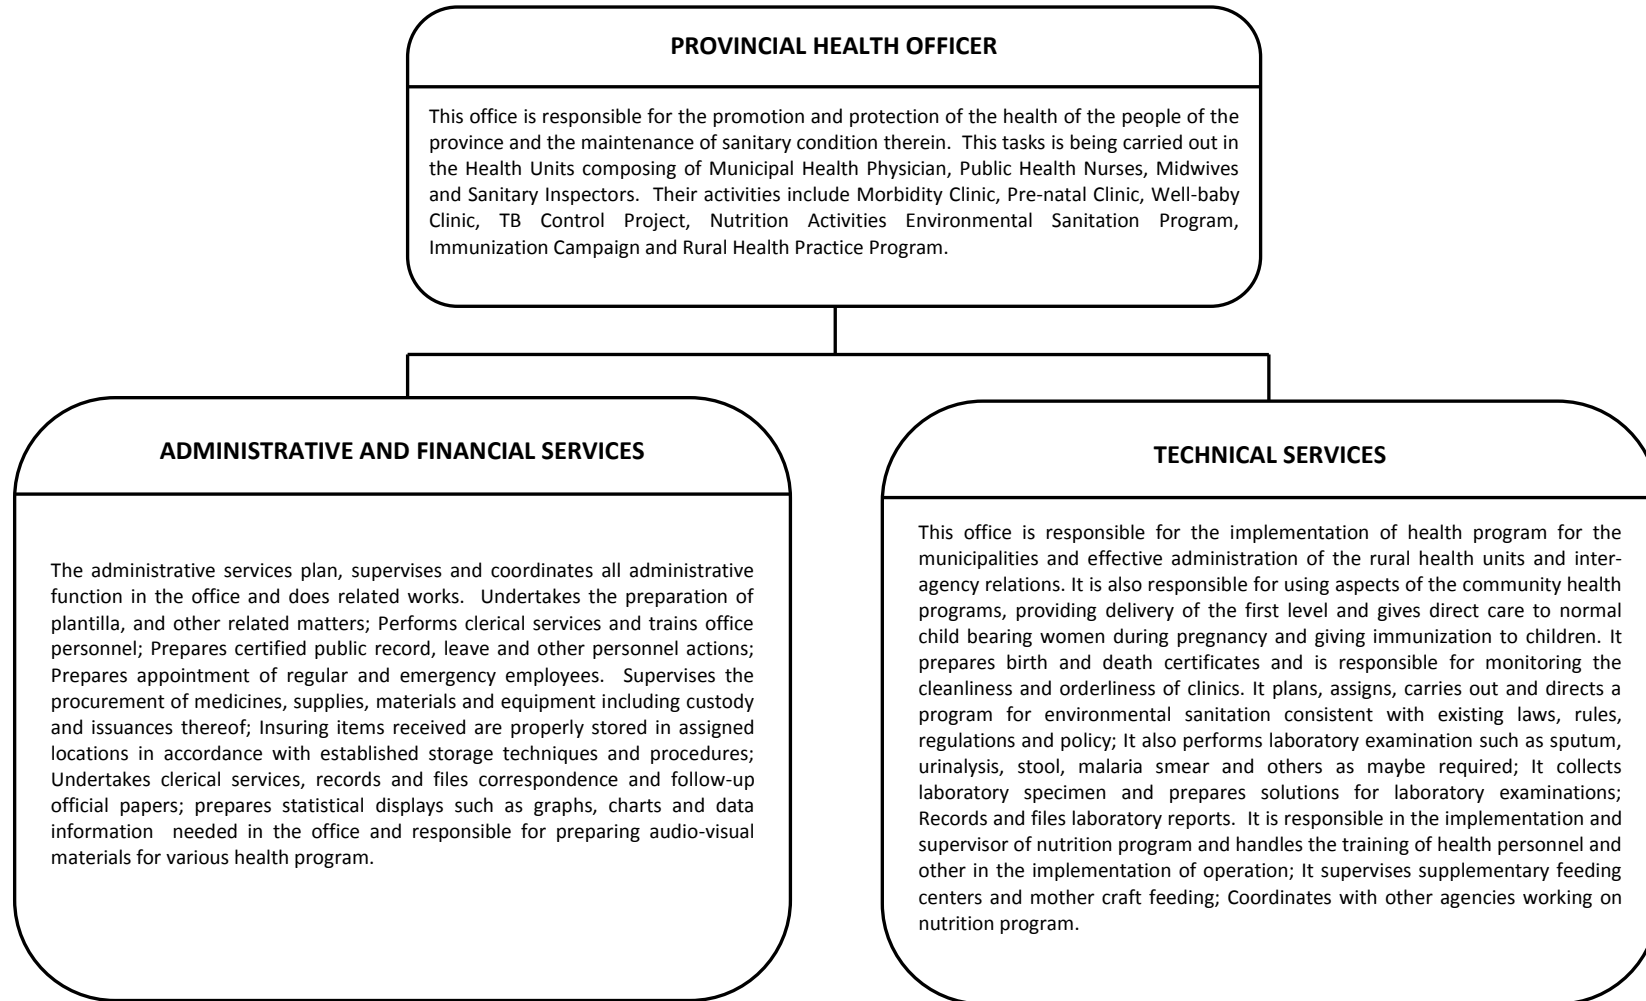 PROVINCIAL HEALTH OFFICER
This office is responsible for the promotion and protection of the health of the people of the
province and the maintenance of sanitary condition therein. This tasks is being carried out in
the Health Units composing of Municipal Health Physician, Public Health Nurses, Midwives
and Sanitary Inspectors. Their activities include Morbidity Clinic, Pre-natal Clinic, Well-baby
Clinic, TB Control Project, Nutrition Activities Environmental Sanitation Program,
Immunization Campaign and Rural Health Practice Program.
ADMINISTRATIVE AND FINANCIAL SERVICES
The administrative services plan, supervises and coordinates all administrative
function in the office and does related works. Undertakes the preparation of
plantilla, and other related matters; Performs clerical services and trains office
personnel; Prepares certified public record, leave and other personnel actions;
Prepares appointment of regular and emergency employees. Supervises the
procurement of medicines, supplies, materials and equipment including custody
and issuances thereof; Insuring items received are properly stored in assigned
locations in accordance with established storage techniques and procedures;
Undertakes clerical services, records and files correspondence and follow-up
official papers; prepares statistical displays such as graphs, charts and data
information needed in the office and responsible for preparing audio-visual
materials for various health program.
TECHNICAL SERVICES
This office is responsible for the implementation of health program for the
municipalities and effective administration of the rural health units and inter-
agency relations. It is also responsible for using aspects of the community health
programs, providing delivery of the first level and gives direct care to normal
child bearing women during pregnancy and giving immunization to children. It
prepares birth and death certificates and is responsible for monitoring the
cleanliness and orderliness of clinics. It plans, assigns, carries out and directs a
program for environmental sanitation consistent with existing laws, rules,
regulations and policy; It also performs laboratory examination such as sputum,
urinalysis, stool, malaria smear and others as maybe required; It collects
laboratory specimen and prepares solutions for laboratory examinations;
Records and files laboratory reports. It is responsible in the implementation and
supervisor of nutrition program and handles the training of health personnel and
other in the implementation of operation; It supervises supplementary feeding
centers and mother craft feeding; Coordinates with other agencies working on
nutrition program.